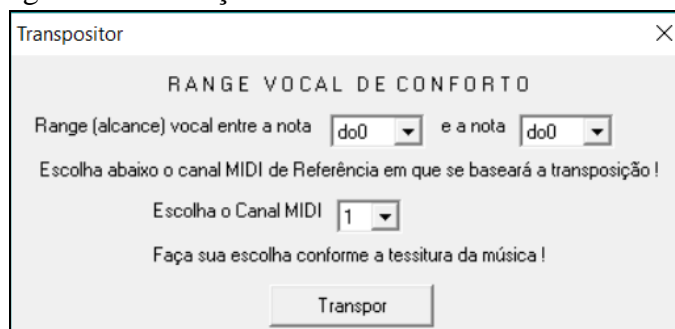 Transpositor
RANGE VOCAL DE CONFORTO
Range (alcance) vocal entre a nota do0 e a nota do0
Escolha abaixo o canal MIDI de Referência em que se baseará a transposição !
Escolha o Canal MIDI 1
Faça sua escolha conforme a tessitura da música !
Transpor